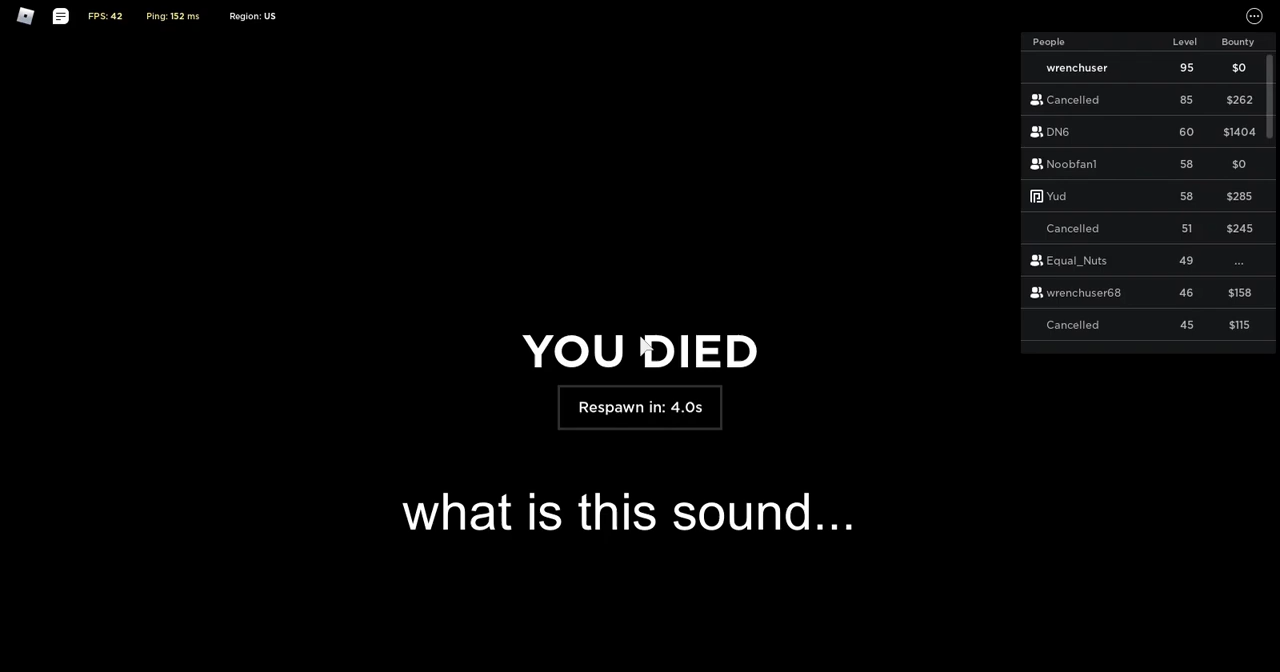 FPS: 42 Ping: 152 ms Region: US
People Level Bounty
wrenchuser 95 $0
Cancelled 85 $262
DN6 60 $1404
Noobfan1 58 $0
Yud 58 $285
Cancelled 51 $245
Equal_Nuts 49 ...
wrenchuser68 46 $158
Cancelled 45 $115
YOU DIED
Respawn in: 4.0s
what is this sound...